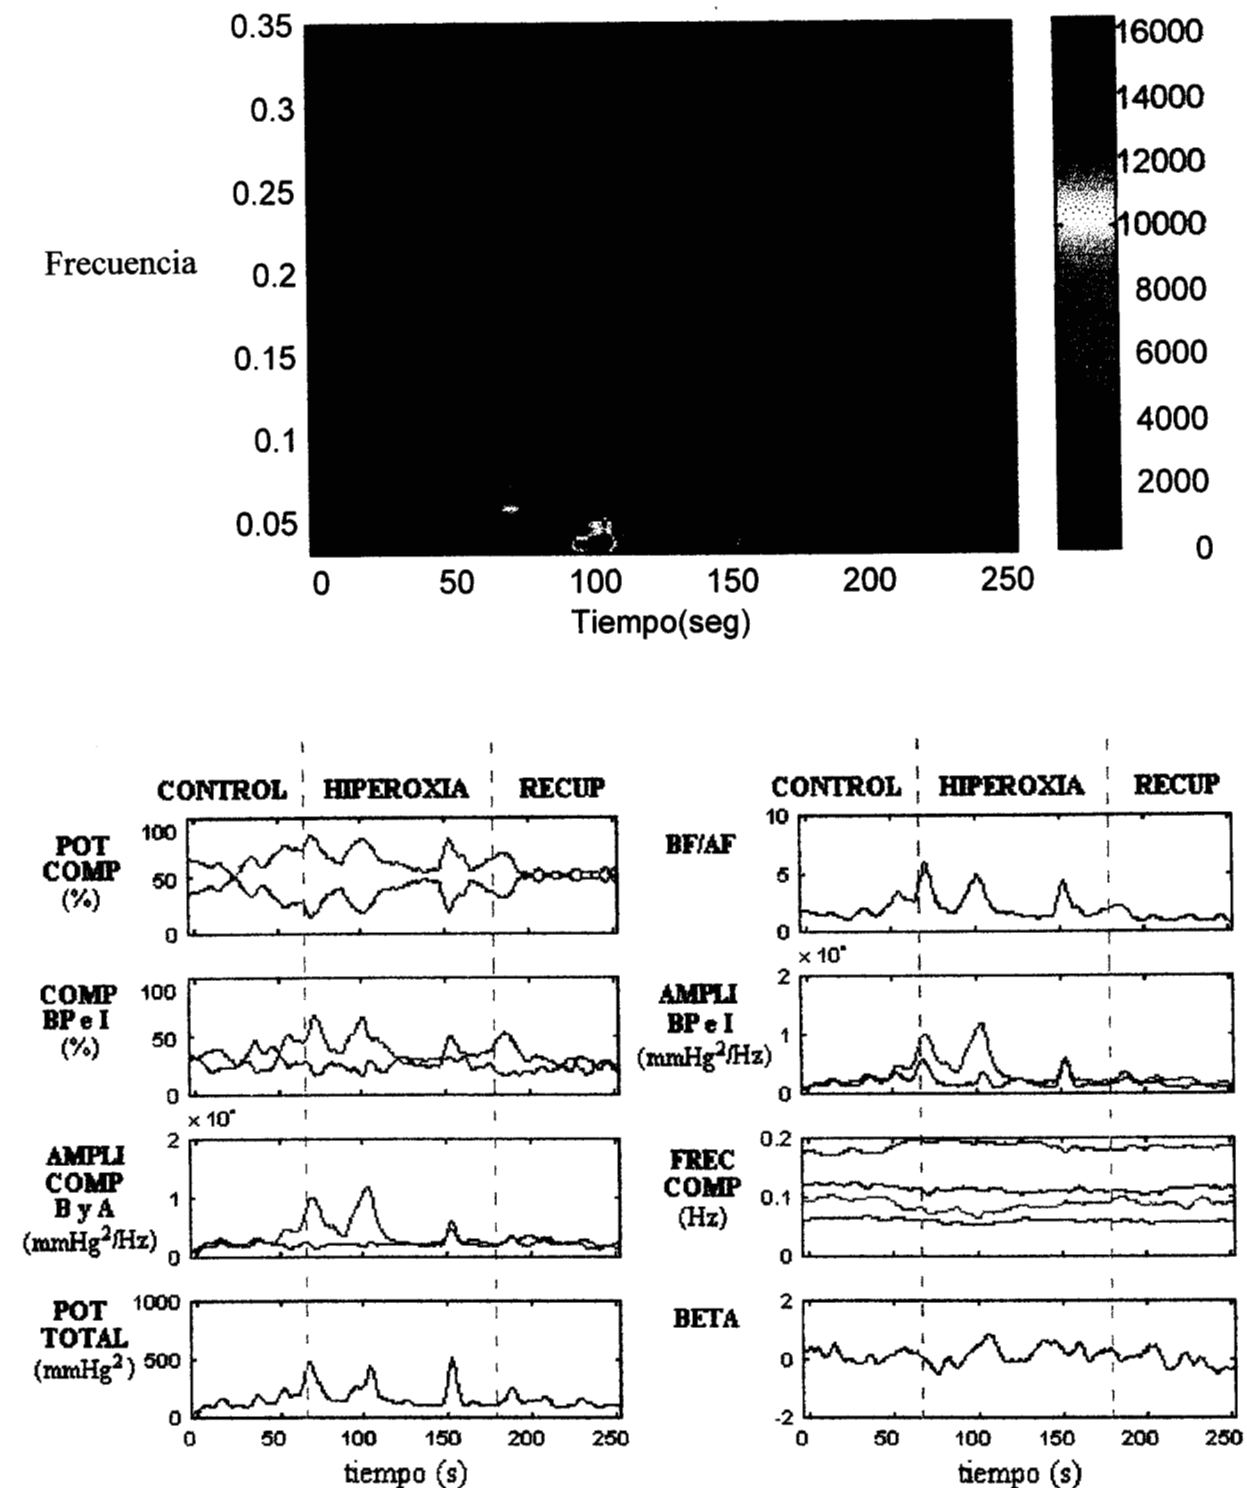 0.35
0.3
0.25
0.2
0.15
0.1
0.05
Frecuencia
0 50 100 150 200 250
Tiempo(seg)
16000
14000
12000
10000
8000
6000
4000
2000
0
CONTROL HIPEROXIA RECUP
POT
COMP
(%)
100
50
0
COMP
BP e I
(%)
100
50
0
AMPLI
COMP
B y A
(mmHg²/Hz)
2
1
0
POT
TOTAL
(mmHg²)
1000
500
0
0 50 100 150 200 250
tiempo (s)
CONTROL HIPEROXIA RECUP
BF/AF
10
5
0
AMPLI
BP e I
(mmHg²/Hz)
2
1
0
FREC
COMP
(Hz)
0.2
0.1
0
BETA
2
0
-2
0 50 100 150 200 250
tiempo (s)